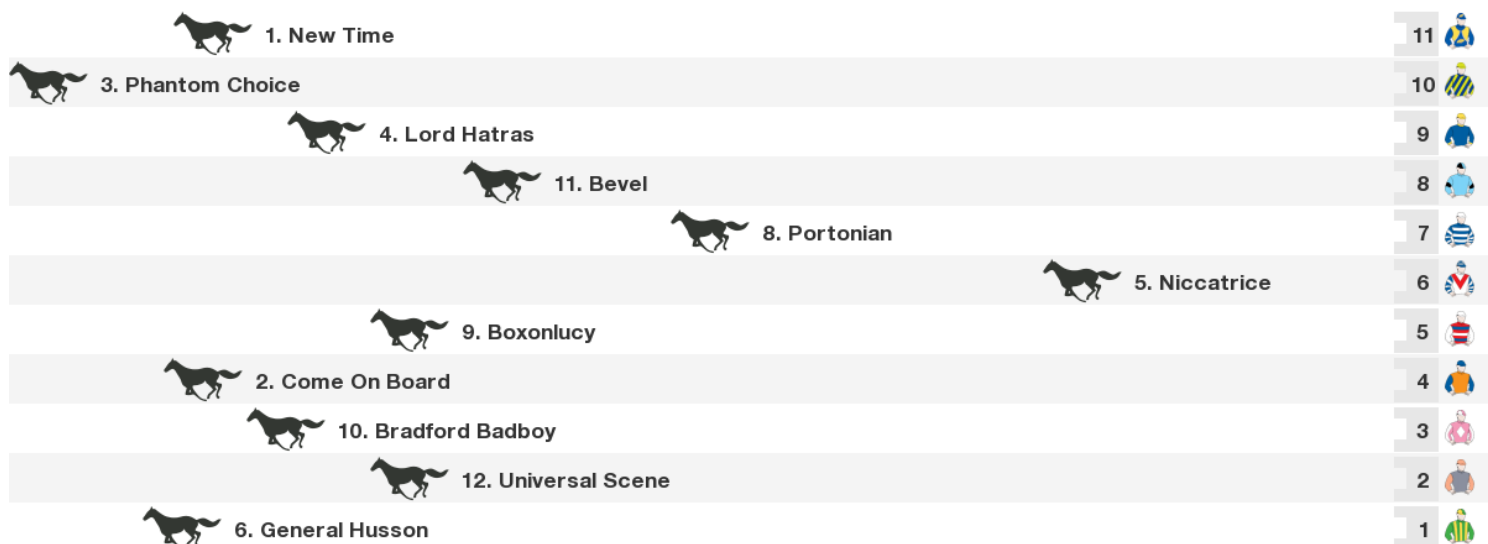 1. New Time 11
3. Phantom Choice 10
4. Lord Hatras 9
11. Bevel 8
8. Portonian 7
5. Niccatrice 6
9. Boxonlucy 5
2. Come On Board 4
10. Bradford Badboy 3
12. Universal Scene 2
6. General Husson 1